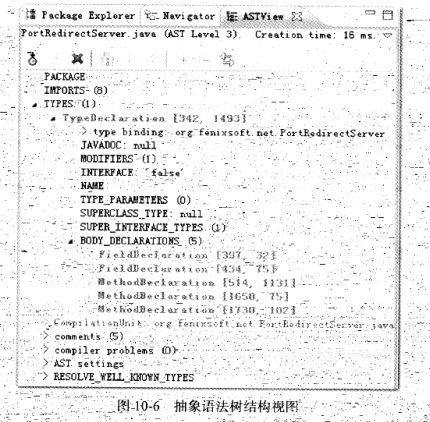 Package Explorer Navigator ASTView
PortRedirectServer.java (AST Level 3). Creation time: 16 ms.
PACKAGE
IMPORTS (8)
TYPES (1)
TypeDeclaration [342, 1493]
> type binding: org.fenixsoft.net.PortRedirectServer
JAVADOC: null
MODIFIERS (1)
INTERFACE: 'false'
NAME
TYPE_PARAMETERS (0)
SUPERCLASS_TYPE: null
SUPER_INTERFACE_TYPES (1)
BODY_DECLARATIONS (5)
FieldDeclaration [397, 32]
FieldDeclaration [434, 75]
MethodDeclaration [514, 1131]
MethodDeclaration [1650, 75]
MethodDeclaration [1730, 102]
CompilationUnit: org.fenixsoft.net.PortRedirectServer.java
> comments (5)
> compiler problems (0)
> AST settings
> RESOLVE_WELL_KNOWN_TYPES
图 10-6 抽象语法树结构视图